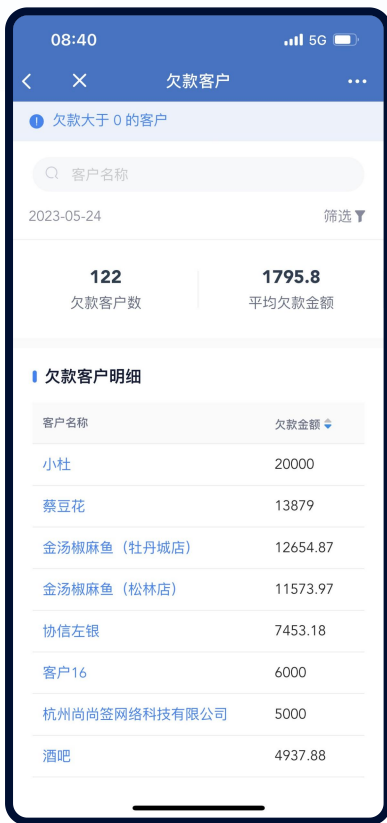 08:40 5G
欠款客户
欠款大于 0 的客户
客户名称
2023-05-24 筛选
122 1795.8
欠款客户数 平均欠款金额
欠款客户明细
客户名称 欠款金额
小杜 20000
蔡豆花 13879
金汤椒麻鱼（牡丹城店） 12654.87
金汤椒麻鱼（松林店） 11573.97
协信左银 7453.18
客户16 6000
杭州尚尚签网络科技有限公司 5000
酒吧 4937.88